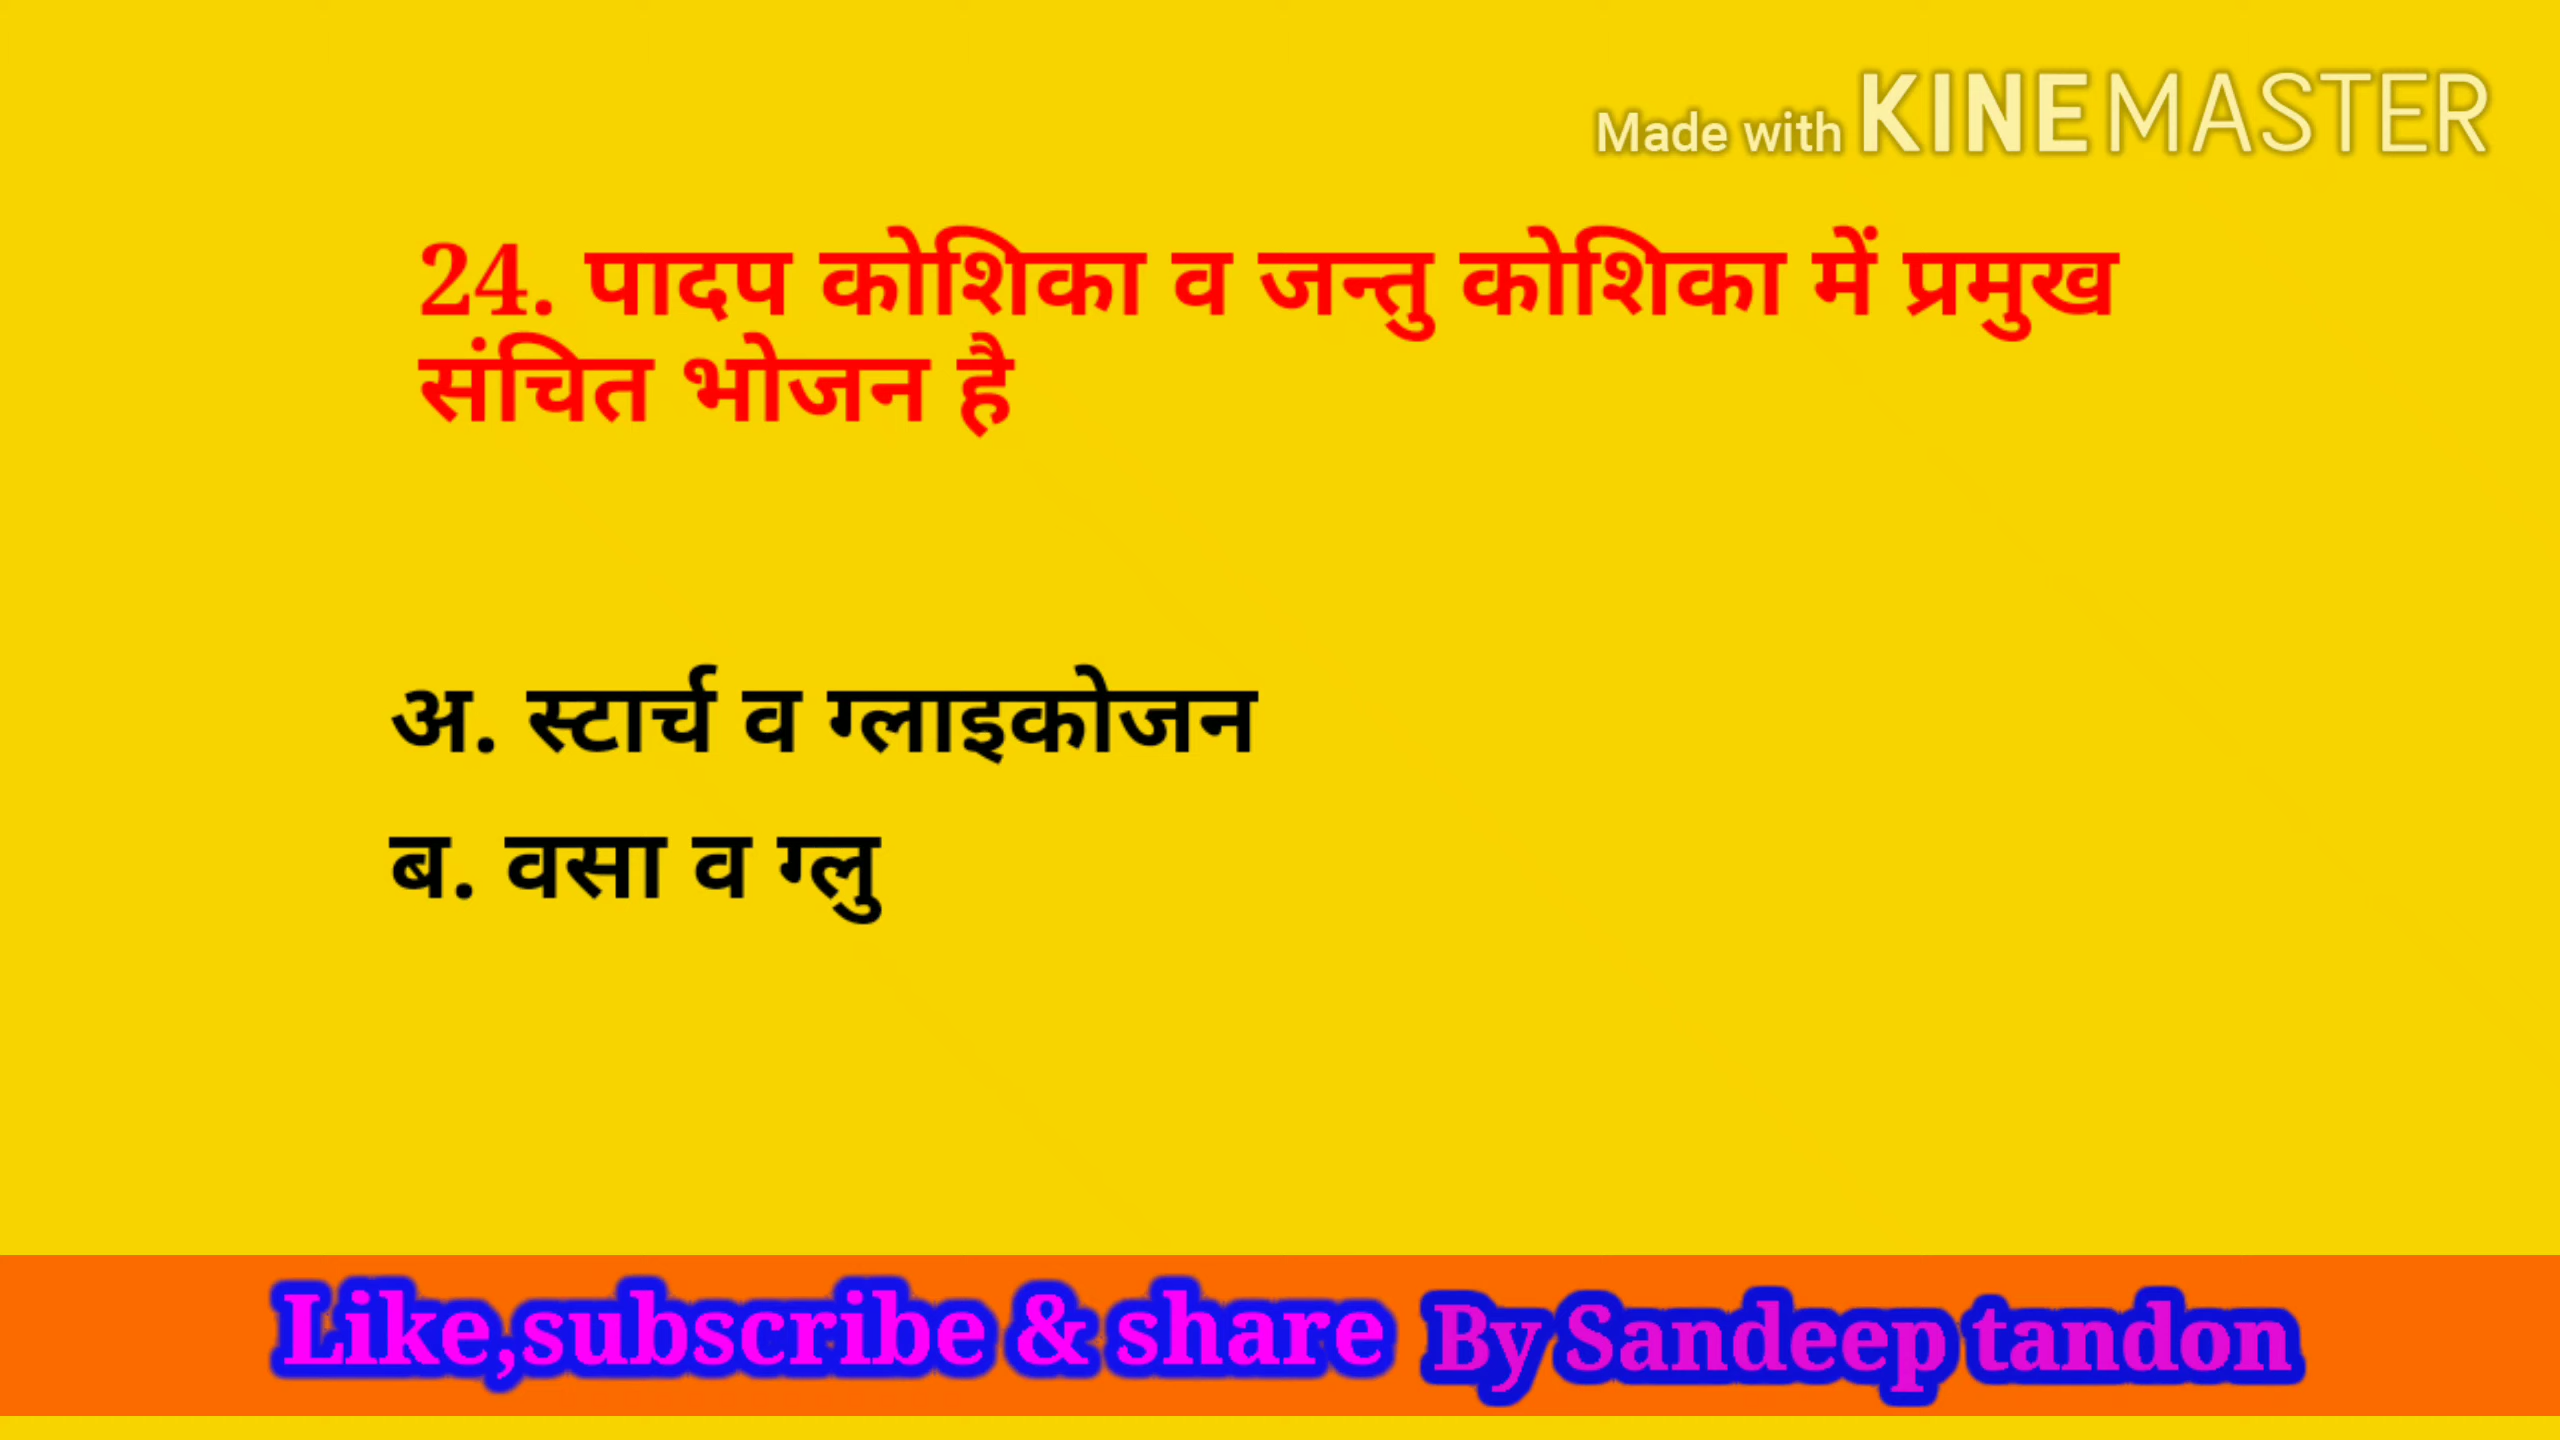 Made with KINEMASTER
24. पादप कोशिका व जन्तु कोशिका में प्रमुख
संचित भोजन है
अ. स्टार्च व ग्लाइकोजन
ब. वसा व ग्लु
Like,subscribe & share By Sandeep tandon